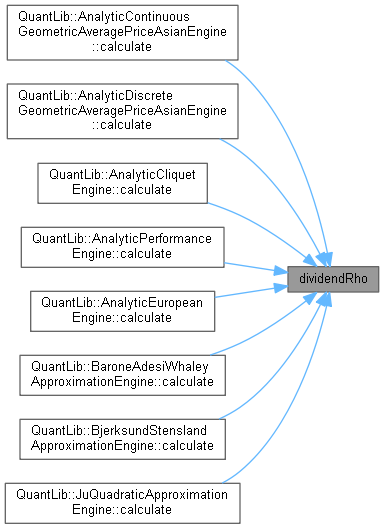 QuantLib::AnalyticContinuous
GeometricAveragePriceAsianEngine
::calculate
QuantLib::AnalyticDiscrete
GeometricAveragePriceAsianEngine
::calculate
QuantLib::AnalyticCliquet
Engine::calculate
QuantLib::AnalyticPerformance
Engine::calculate
dividendRho
QuantLib::AnalyticEuropean
Engine::calculate
QuantLib::BaroneAdesiWhaley
ApproximationEngine::calculate
QuantLib::BjerksundStensland
ApproximationEngine::calculate
QuantLib::JuQuadraticApproximation
Engine::calculate